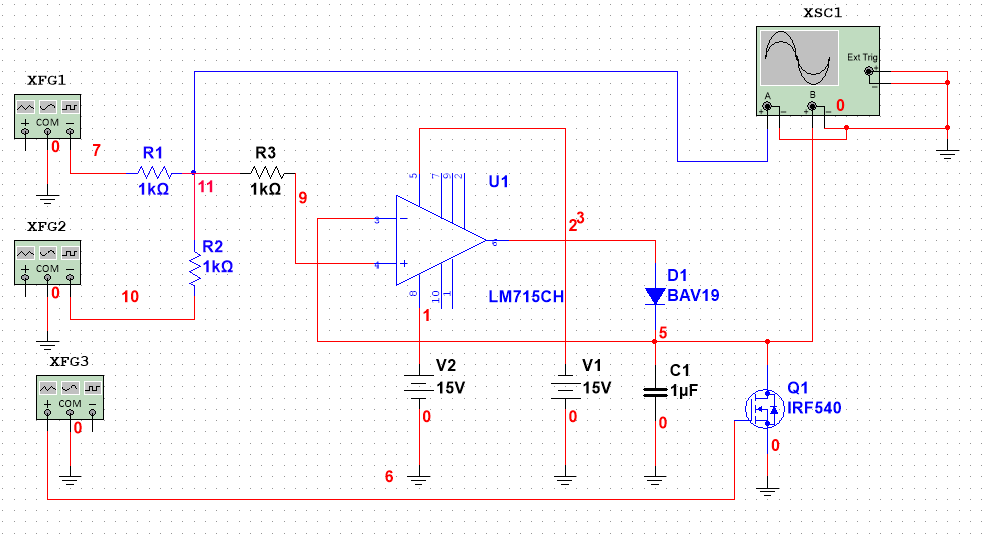 XSC1
Ext Trig
+
-
A
B
+ - + -
0
XFG1
COM
+ -
0
7
R1
1kΩ
11
R3
1kΩ
9
XFG2
COM
+ -
0
10
R2
1kΩ
5 7 9 2
U1
3
4
6
8 10 1
LM715CH
2
3
1
D1
BAV19
5
XFG3
COM
+ -
0
V2
15V
0
V1
15V
0
C1
1µF
0
Q1
IRF540
0
6